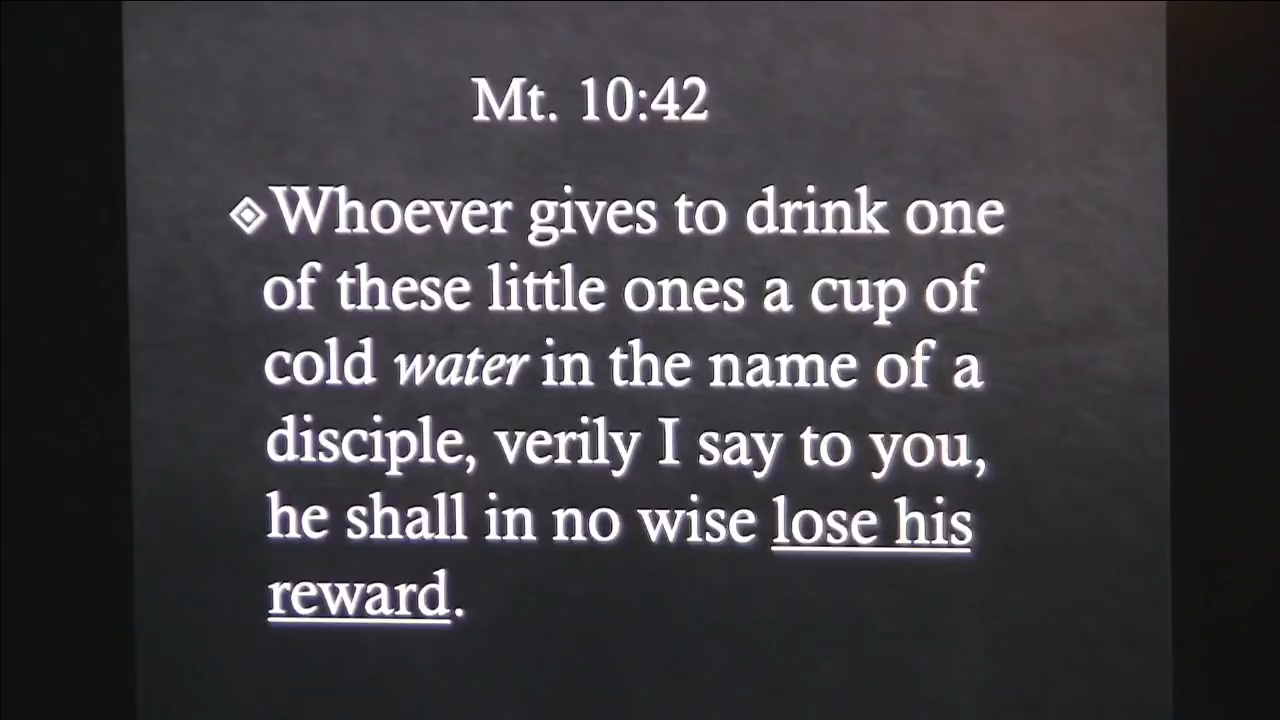 Mt. 10:42
Whoever gives to drink one
of these little ones a cup of
cold water in the name of a
disciple, verily I say to you,
he shall in no wise lose his
reward.